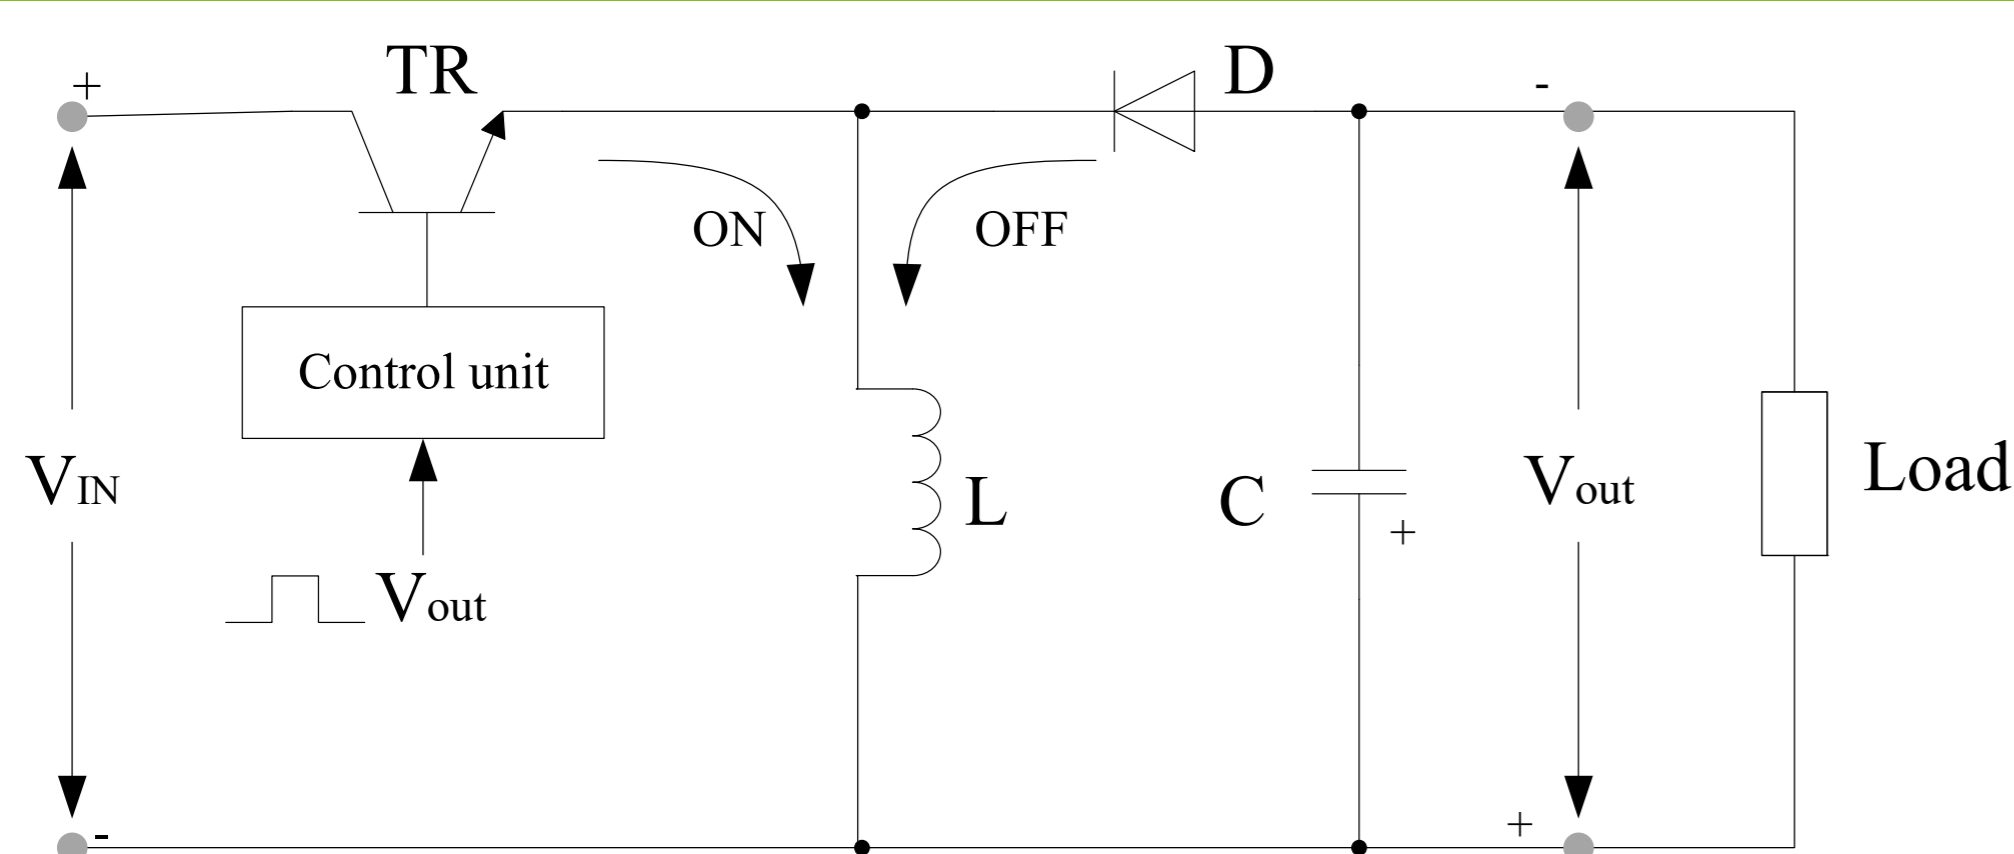 +
TR
D
-
ON
OFF
Control unit
VIN
L
C
+
Vout
Load
Vout
-
+